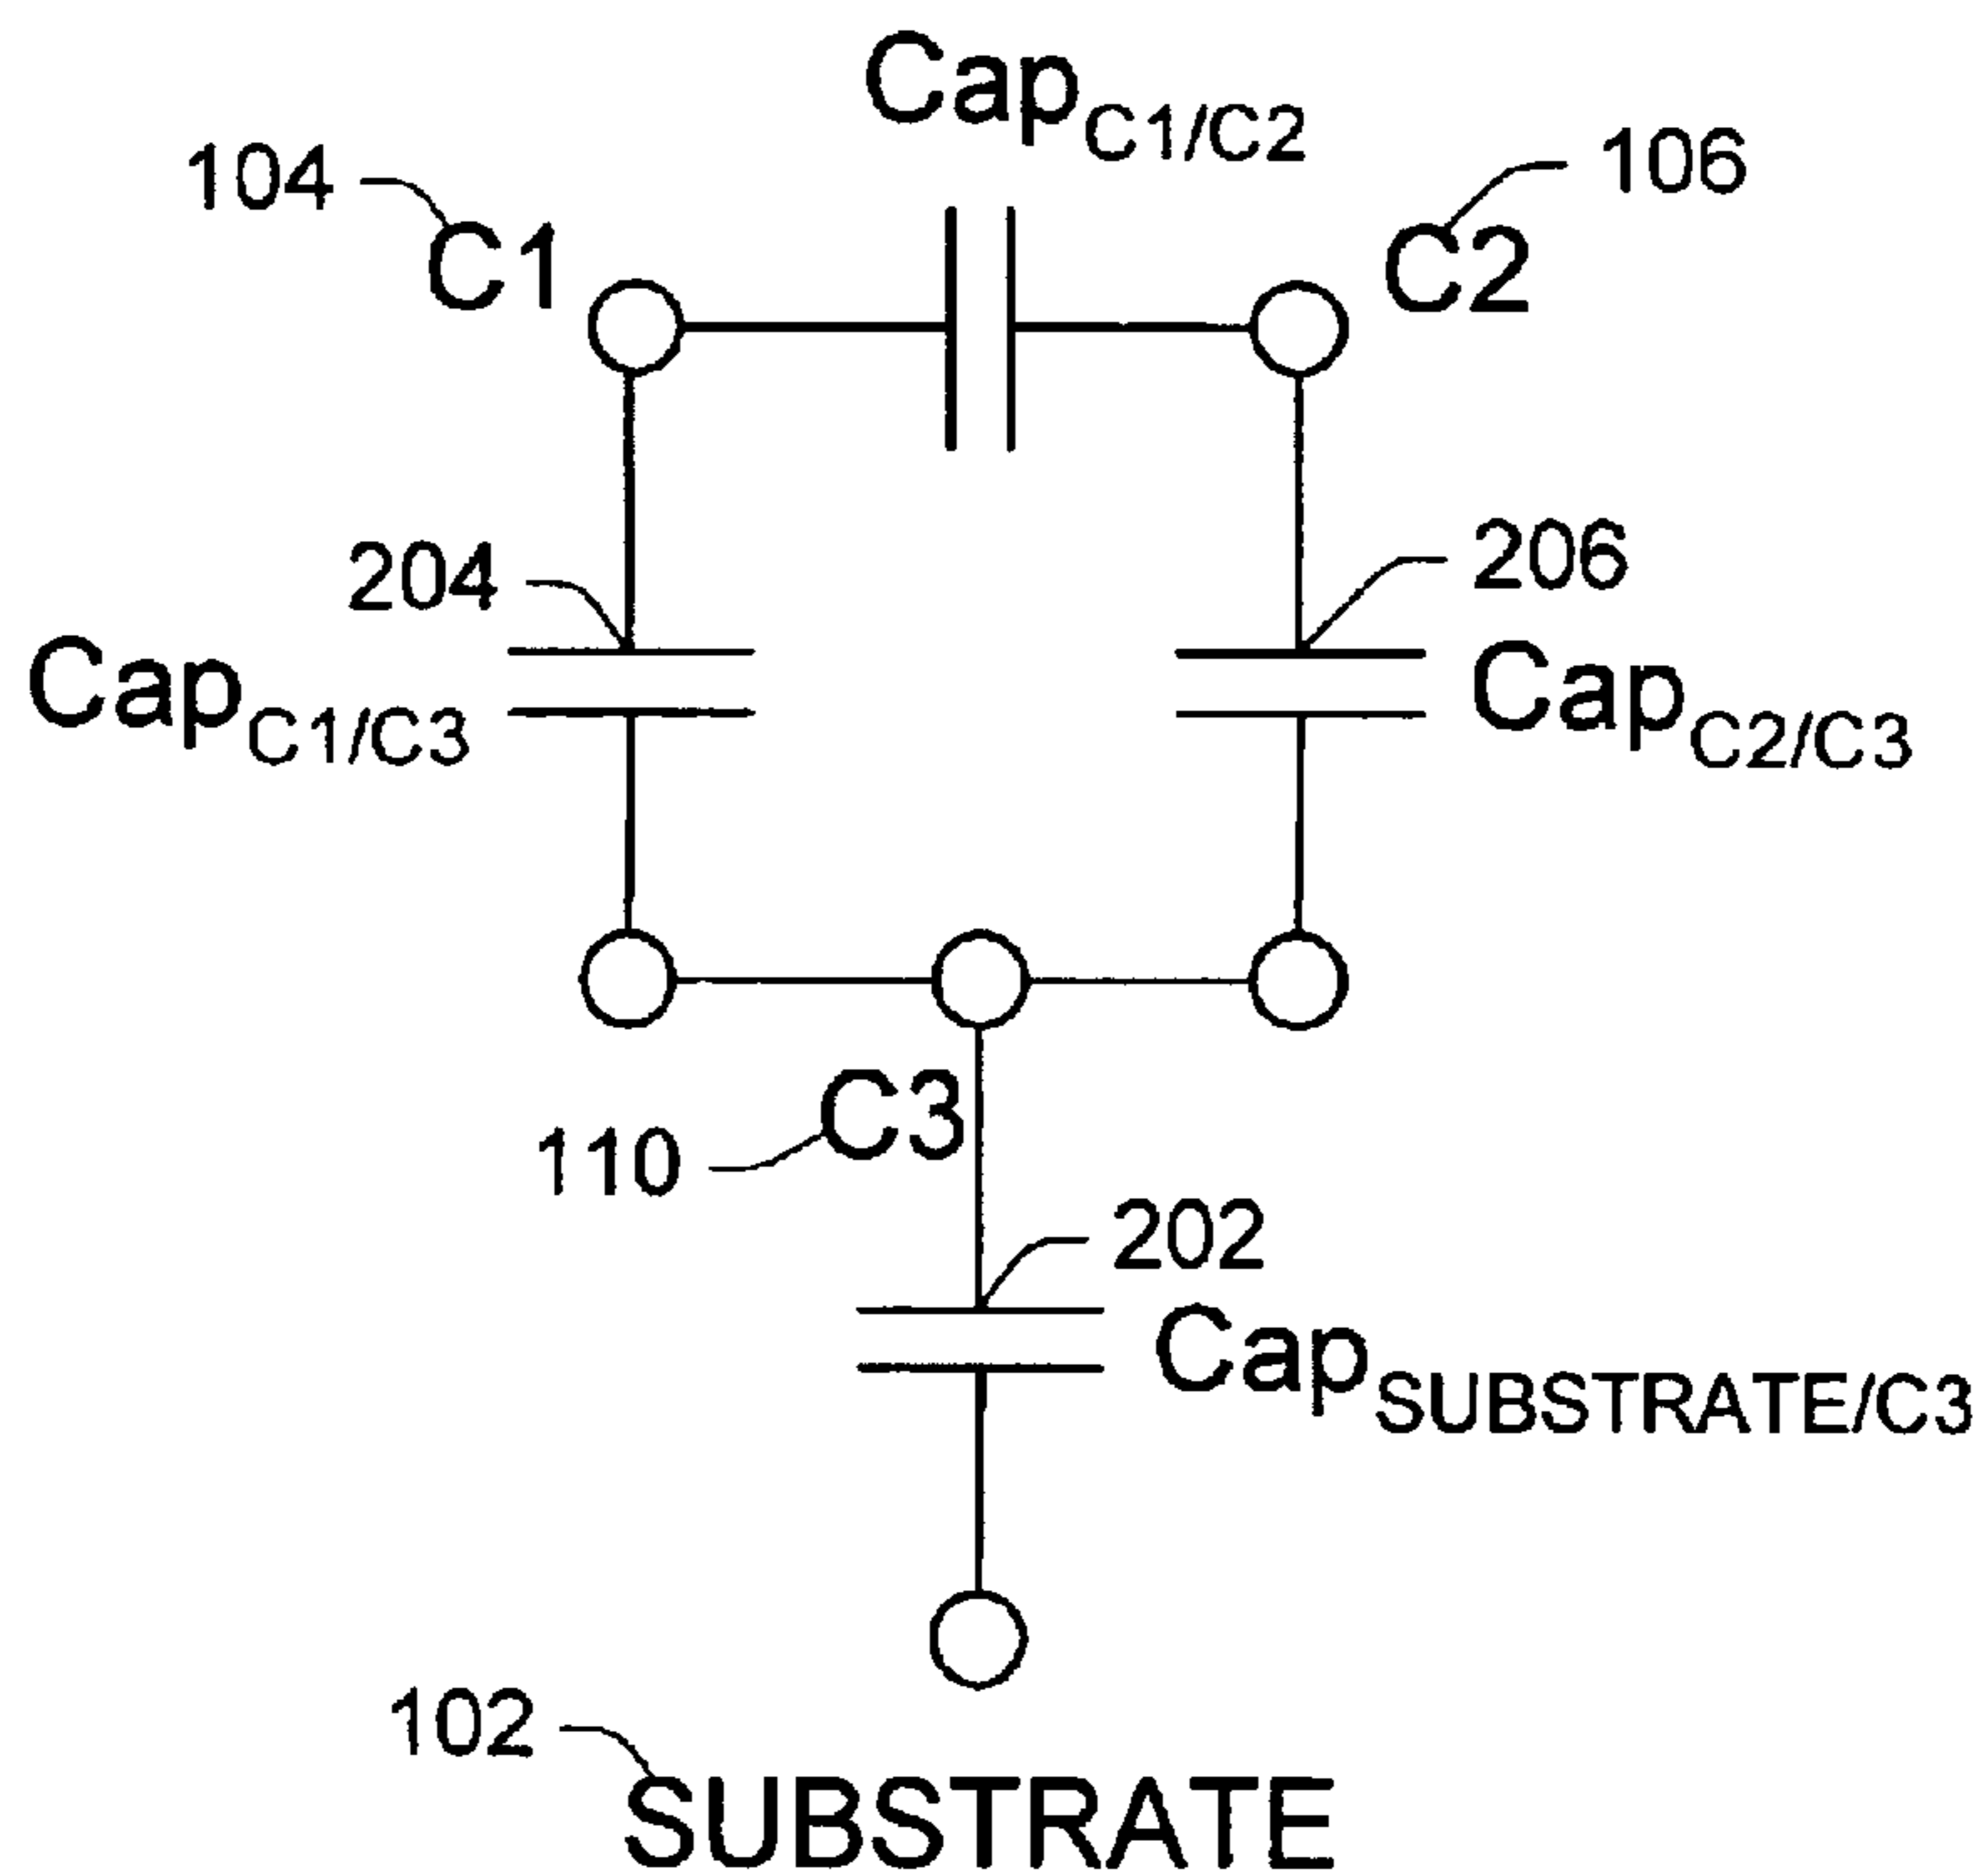 Cap C1/C2
104
106
C1
C2
204
206
Cap C1/C3
Cap C2/C3
C3
110
202
Cap SUBSTRATE/C3
102
SUBSTRATE